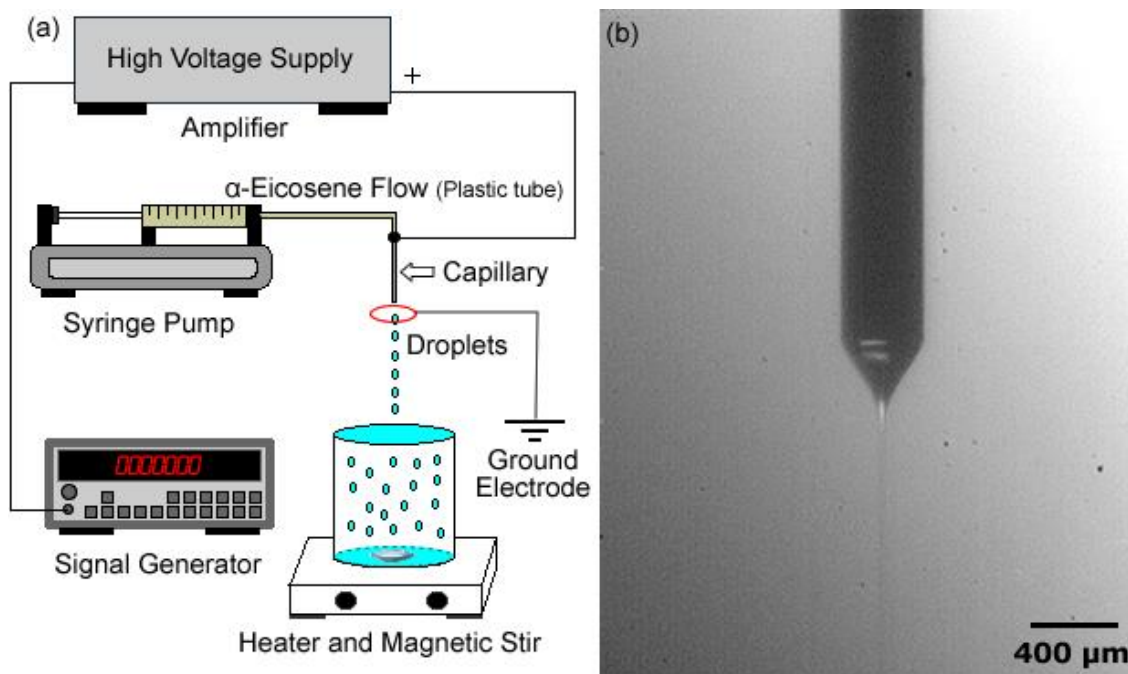 (a)
High Voltage Supply
+
Amplifier
α-Eicosene Flow (Plastic tube)
Capillary
Syringe Pump
Droplets
0000000
Ground
Electrode
Signal Generator
Heater and Magnetic Stir
(b)
400 µm